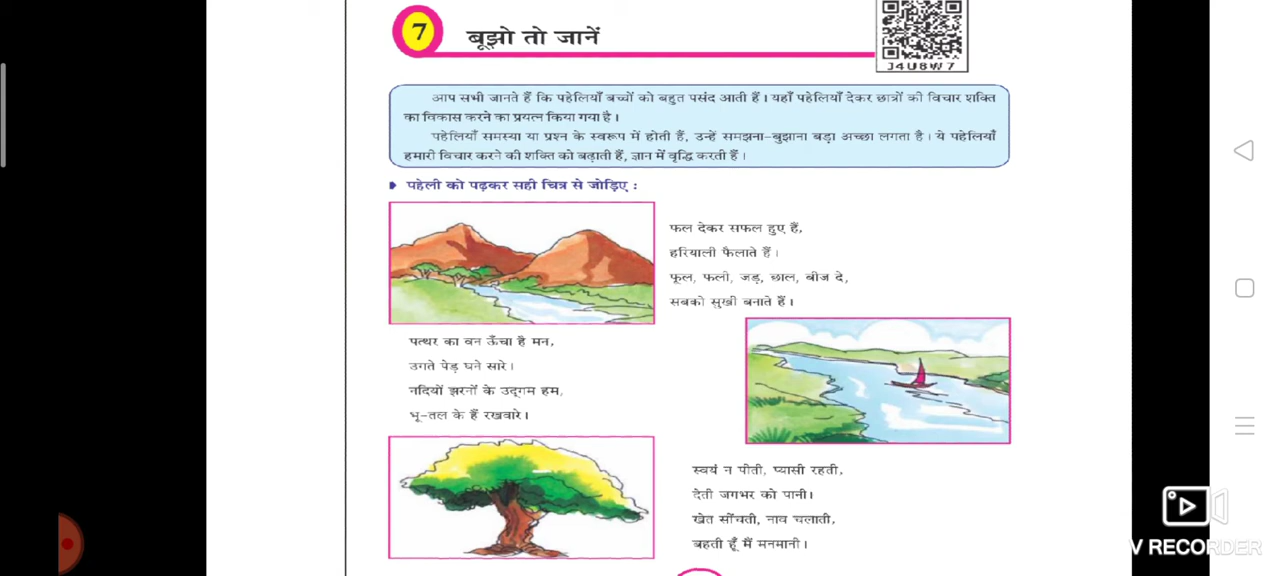 7
बूझो तो जानें
J4U8W7
आप सभी जानते हैं कि पहेलियाँ बच्चों को बहुत पसंद आती हैं। यहाँ पहेलियाँ देकर छात्रों की विचार शक्ति
का विकास करने का प्रयत्न किया गया है।
पहेलियाँ समस्या या प्रश्न के स्वरूप में होती हैं, उन्हें समझना-बुझाना बड़ा अच्छा लगता है। ये पहेलियाँ
हमारी विचार करने की शक्ति को बढ़ाती हैं, ज्ञान में वृद्धि करती हैं।
पहेली को पढ़कर सही चित्र से जोड़िए :
फल देकर सफल हुए हैं,
हरियाली फैलाते हैं।
फूल, फली, जड़, छाल, बीज दे,
सबको सुखी बनाते हैं।
पत्थर का वन ऊँचा है मन,
उगते पेड़ घने सारे।
नदियों झरनों के उद्गम हम,
भू-तल के हैं रखवारे।
स्वयं न पीती, प्यासी रहती,
देती जगभर को पानी।
खेत सींचती, नाव चलाती,
बहती हूँ मैं मनमानी।
V RECORDER